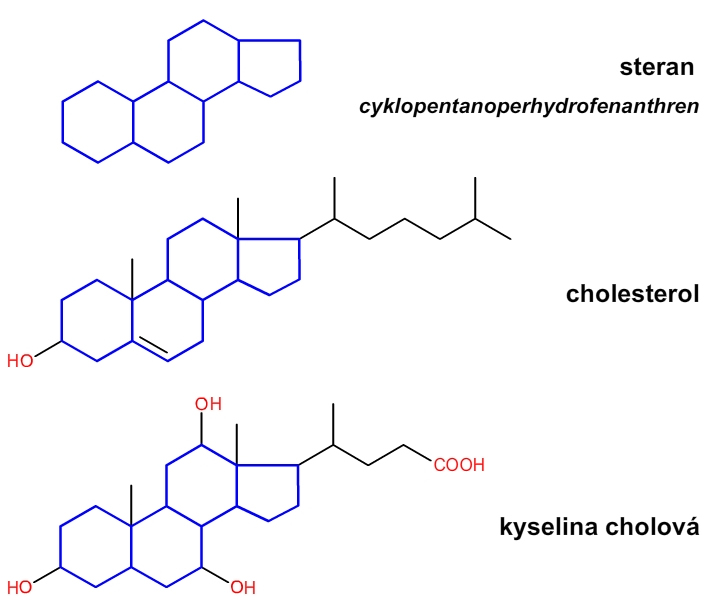 steran
cyklopentanoperhydrofenanthren
cholesterol
HO
OH
COOH
kyselina cholová
HO
OH